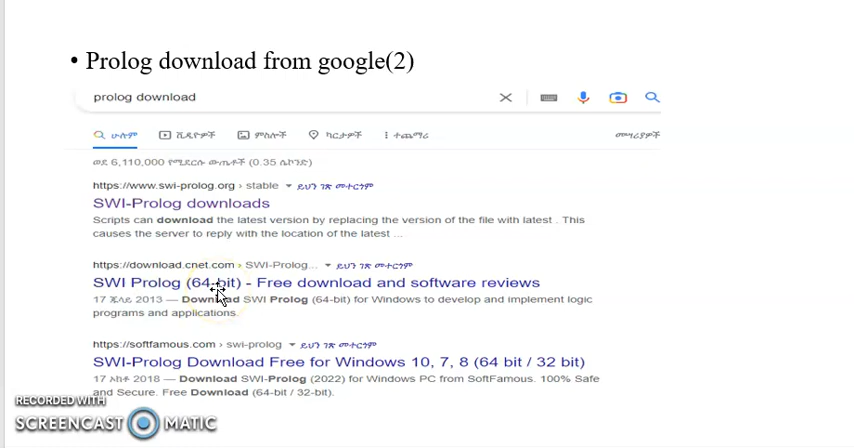 • Prolog download from google(2)
prolog download
ሁሉም ቪዲዮዎች ምስሎች ካርታዎች ተጨማሪ መሣሪያዎች
ወደ 6,110,000 የሚደርሱ ውጤቶች (0.35 ሴኮንድ)
https://www.swi-prolog.org › stable ይህን ገጽ መተርጎም
SWI-Prolog downloads
Scripts can download the latest version by replacing the version of the file with latest . This
causes the server to reply with the location of the latest ...
https://download.cnet.com › SWI-Prolog... ይህን ገጽ መተርጎም
SWI Prolog (64-bit) - Free download and software reviews
17 ጁላይ 2013 — Download SWI Prolog (64-bit) for Windows to develop and implement logic
programs and applications.
https://softfamous.com › swi-prolog ይህን ገጽ መተርጎም
SWI-Prolog Download Free for Windows 10, 7, 8 (64 bit / 32 bit)
17 ኦክቶ 2018 — Download SWI-Prolog (2022) for Windows PC from SoftFamous. 100% Safe
and Secure. Free Download (64-bit / 32-bit).
RECORDED WITH
SCREENCAST MATIC